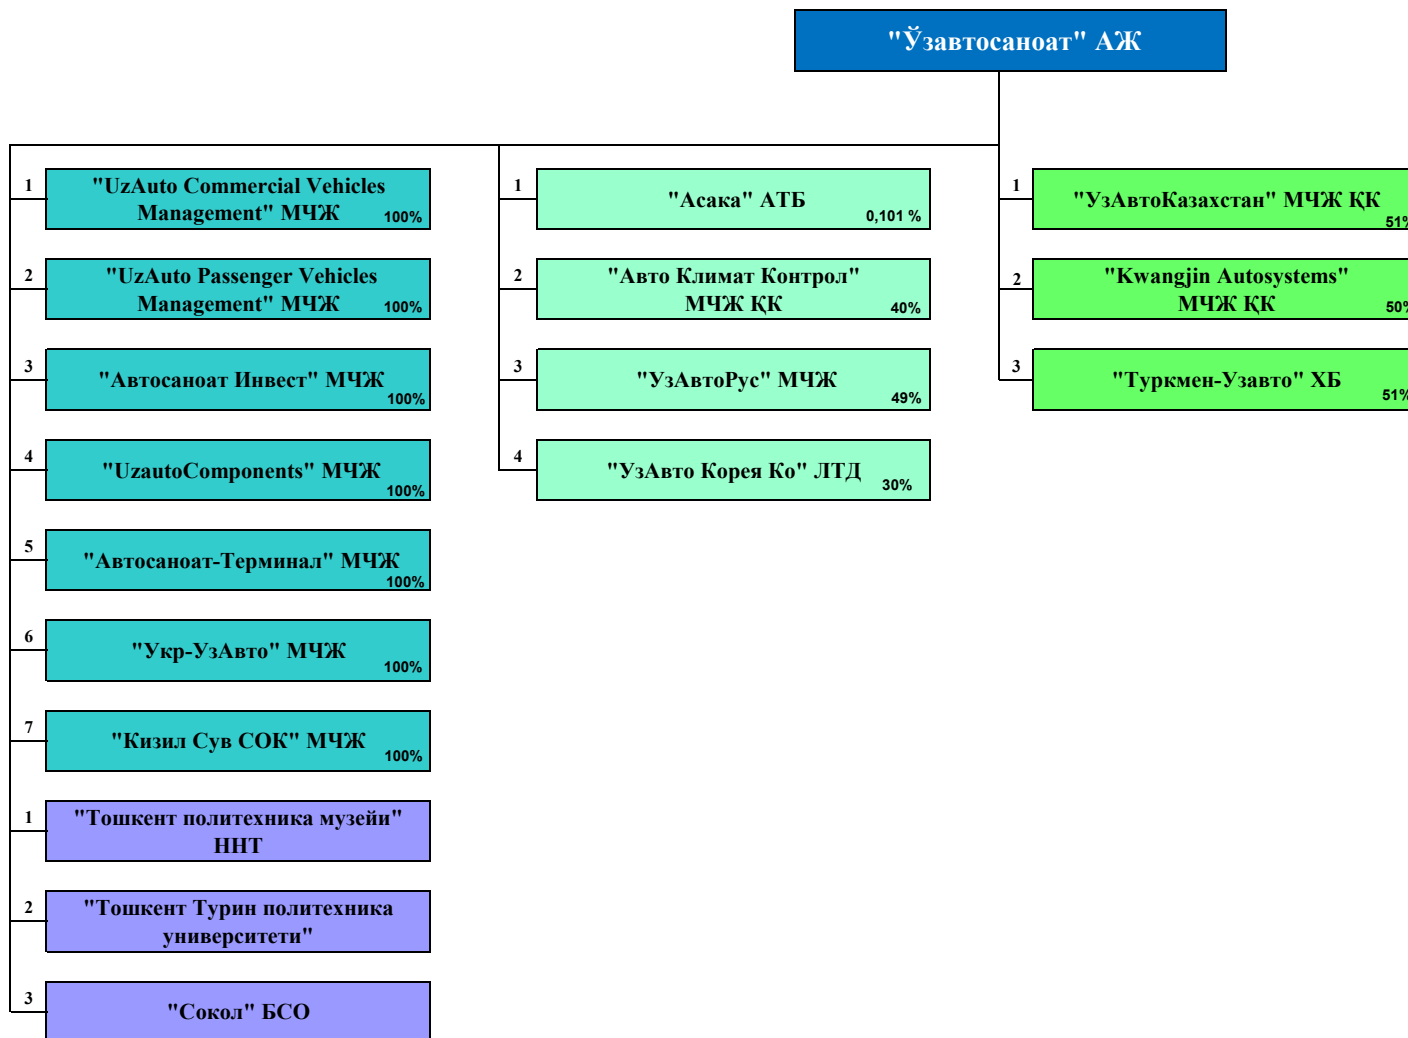 "Ўзавтосаноат" АЖ
1
"UzAuto Commercial Vehicles
Management" МЧЖ
100%
2
"UzAuto Passenger Vehicles
Management" МЧЖ
100%
3
"Автосаноат Инвест" МЧЖ
100%
4
"UzautoComponents" МЧЖ
100%
5
"Автосаноат-Терминал" МЧЖ
100%
6
"Укр-УзАвто" МЧЖ
100%
7
"Кизил Сув СОК" МЧЖ
100%
1
"Тошкент политехника музейи"
ННТ
2
"Тошкент Турин политехника
университети"
3
"Сокол" БСО
1
"Асака" АТБ
0,101 %
2
"Авто Климат Контрол"
МЧЖ ҚК
40%
3
"УзАвтоРус" МЧЖ
49%
4
"УзАвто Корея Ко" ЛТД
30%
1
"УзАвтоКазахстан" МЧЖ ҚК
51%
2
"Kwangjin Autosystems"
МЧЖ ҚК
50%
3
"Туркмен-Узавто" ХБ
51%